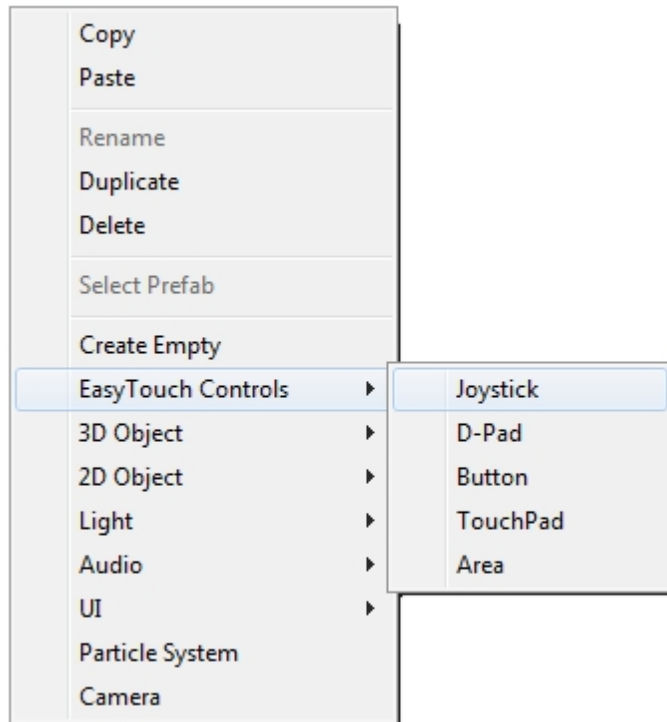 Copy
Paste
Rename
Duplicate
Delete
Select Prefab
Create Empty
EasyTouch Controls
3D Object
2D Object
Light
Audio
UI
Particle System
Camera
Joystick
D-Pad
Button
TouchPad
Area